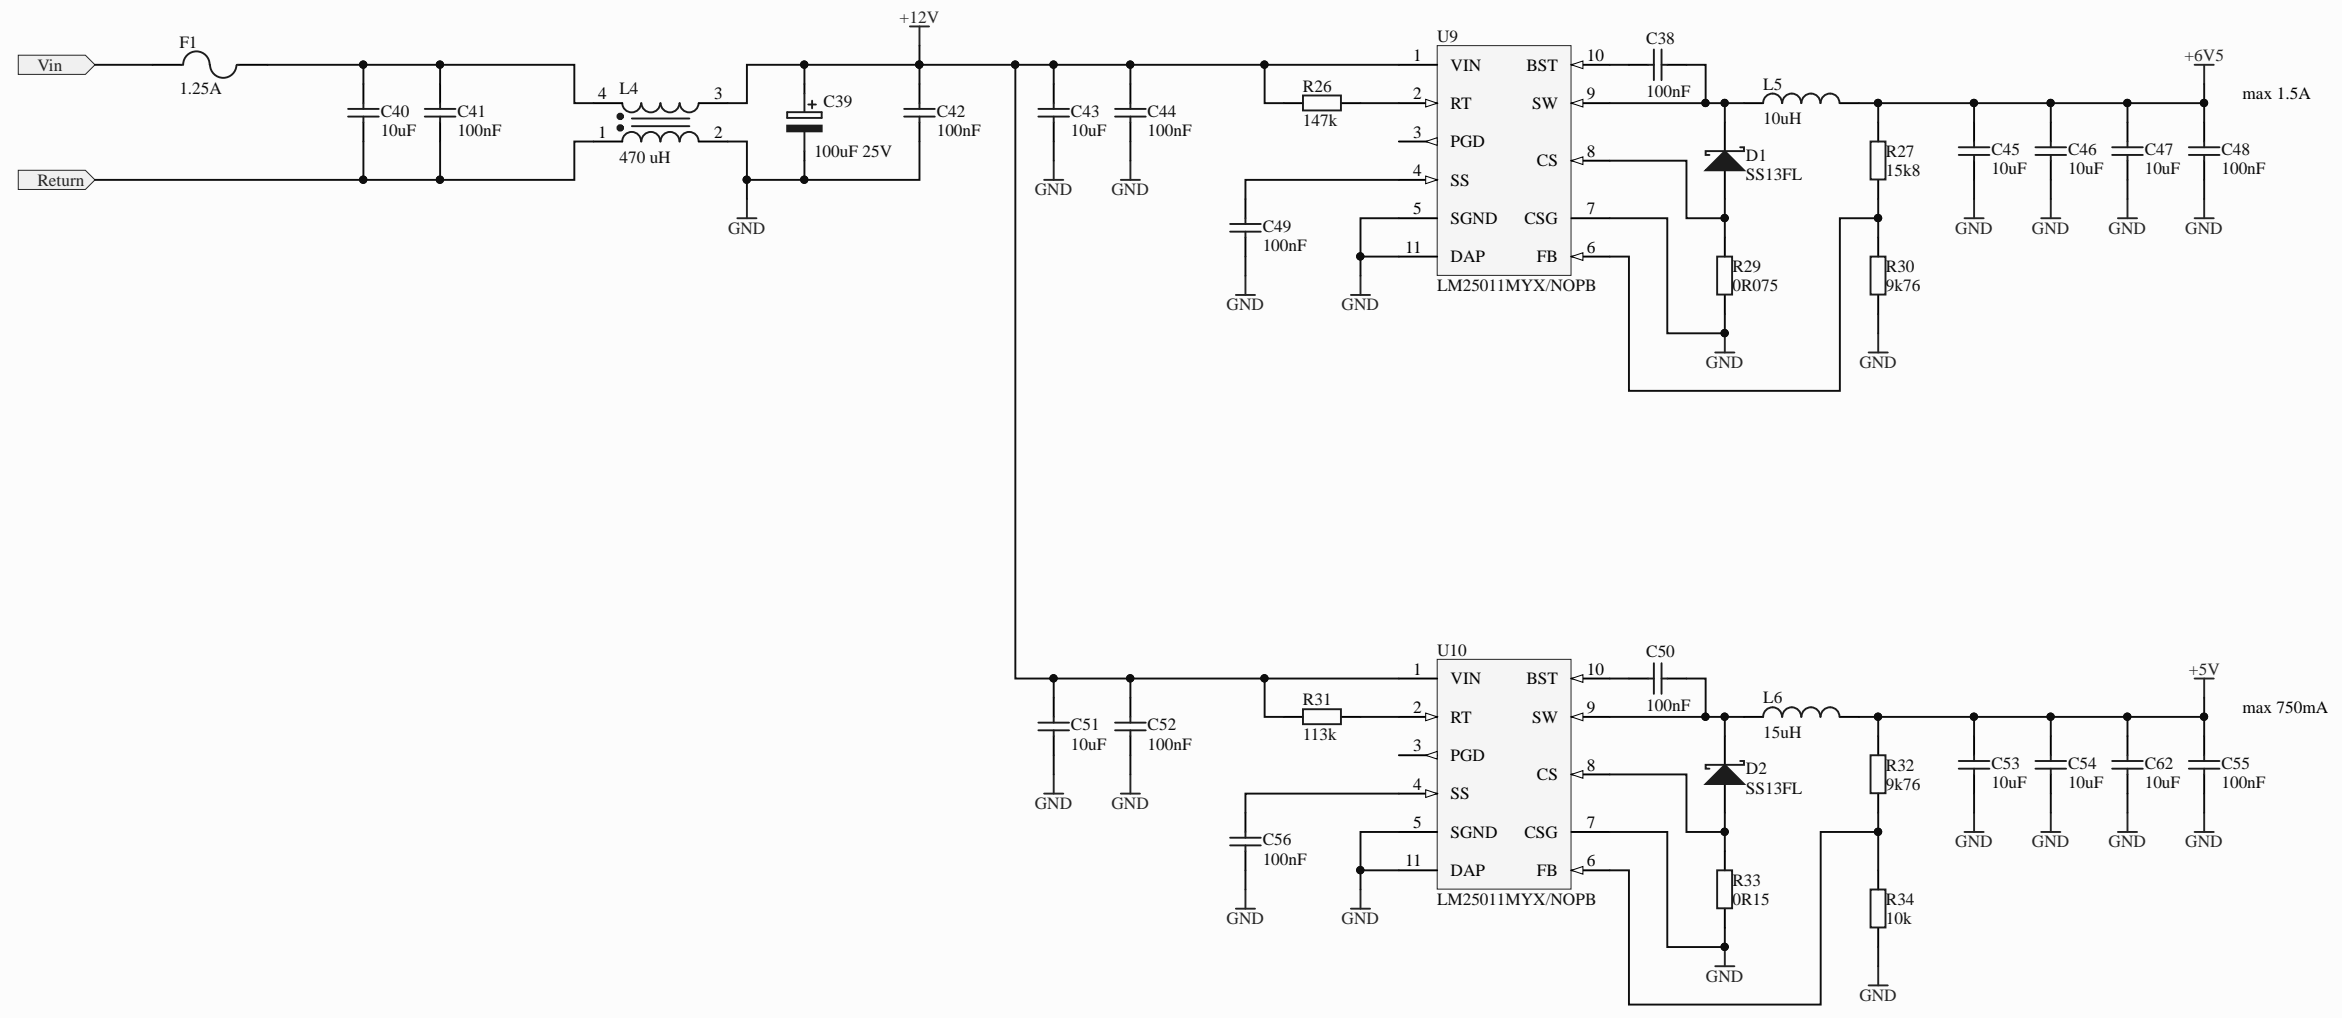 Vin
F1
1.25A
Return
C40
10uF
C41
100nF
4
L4
3
1
2
470 uH
GND
+
C39
100uF 25V
+12V
C42
100nF
C43
10uF
GND
C44
100nF
GND
R26
147k
C49
100nF
GND
GND
U9
1
VIN
BST
10
2
RT
SW
9
3
PGD
CS
8
4
SS
5
SGND
CSG
7
11
DAP
FB
6
LM25011MYX/NOPB
C38
100nF
L5
10uH
D1
SS13FL
R29
0R075
GND
R27
15k8
R30
9k76
GND
C45
10uF
GND
C46
10uF
GND
C47
10uF
GND
+6V5
max 1.5A
C48
100nF
GND
C51
10uF
GND
C52
100nF
GND
R31
113k
C56
100nF
GND
GND
U10
1
VIN
BST
10
2
RT
SW
9
3
PGD
CS
8
4
SS
5
SGND
CSG
7
11
DAP
FB
6
LM25011MYX/NOPB
C50
100nF
L6
15uH
D2
SS13FL
R33
0R15
GND
R32
9k76
R34
10k
GND
C53
10uF
GND
C54
10uF
GND
C62
10uF
GND
+5V
max 750mA
C55
100nF
GND